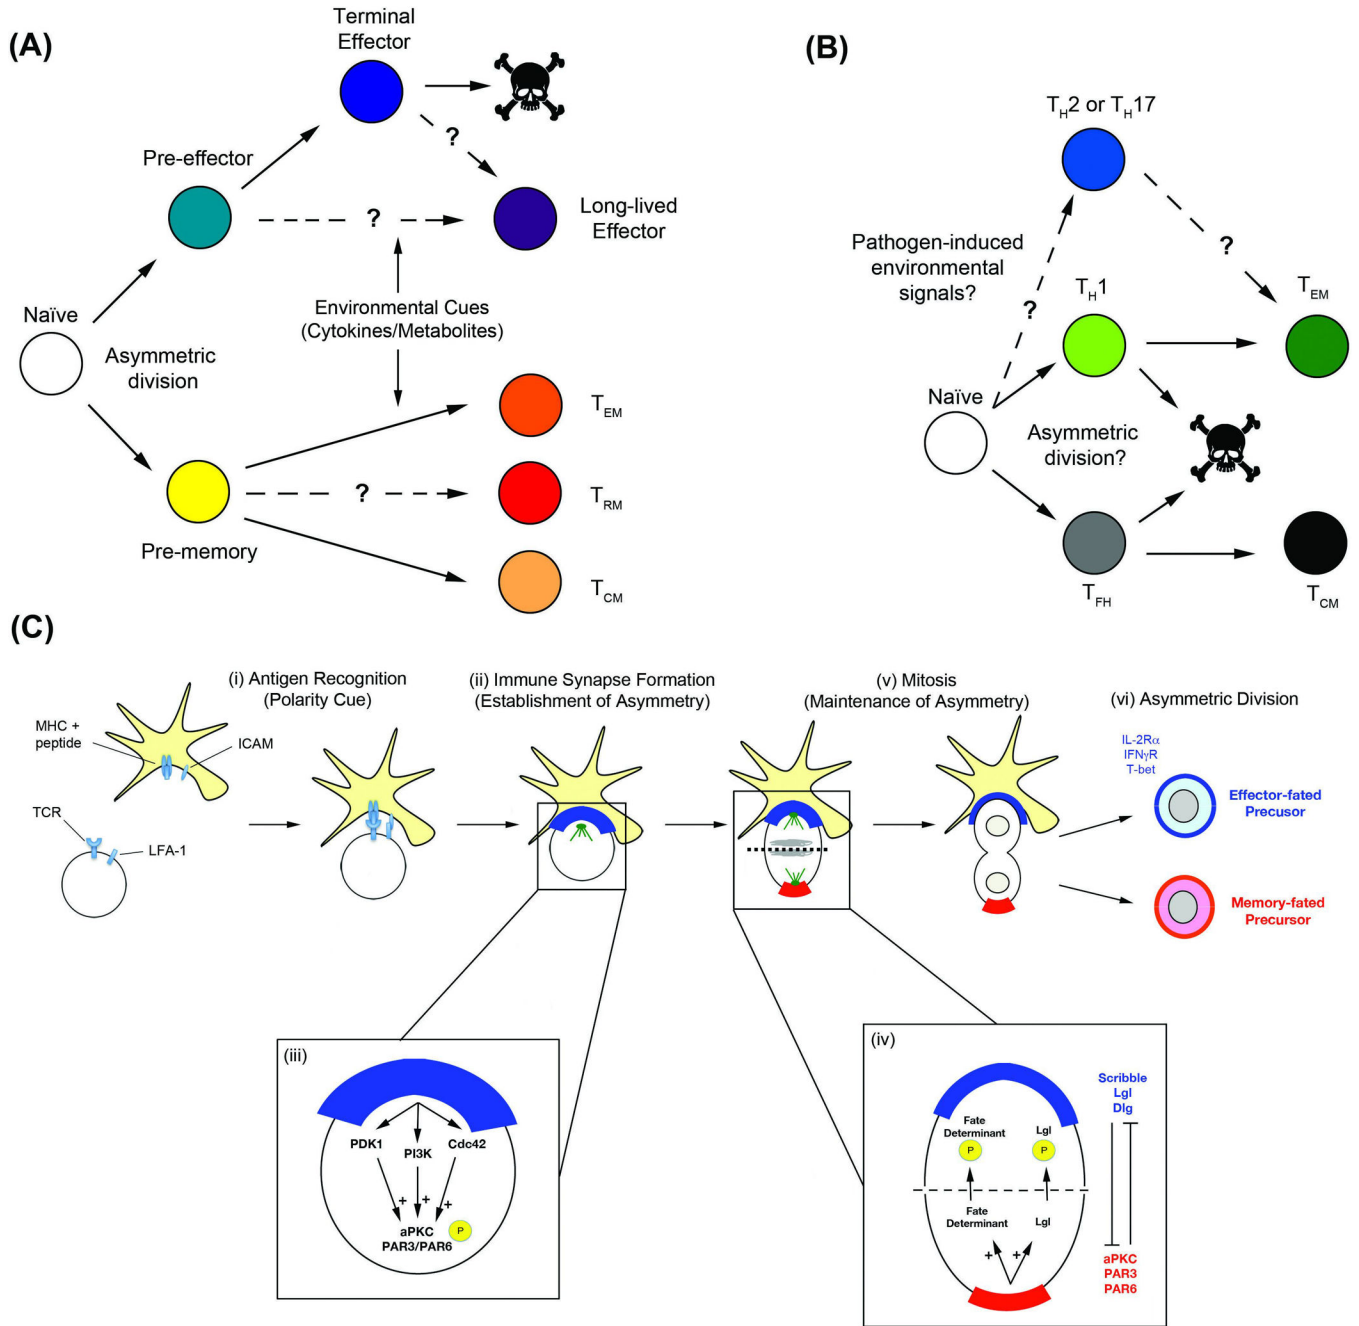 (A)
Terminal
Effector
?
Pre-effector
?
Long-lived
Effector
Naïve
Asymmetric
division
Environmental Cues
(Cytokines/Metabolites)
TEM
?
TRM
Pre-memory
TCM
(B)
TH2 or TH17
Pathogen-induced
environmental
signals?
?
?
TH1
TEM
Naïve
Asymmetric
division?
TFH
TCM
(C)
(i) Antigen Recognition
(Polarity Cue)
(ii) Immune Synapse Formation
(Establishment of Asymmetry)
(v) Mitosis
(Maintenance of Asymmetry)
(vi) Asymmetric Division
MHC +
peptide
ICAM
TCR
LFA-1
IL-2Rα
IFNγR
T-bet
Effector-fated
Precusor
Memory-fated
Precursor
(iii)
PDK1
PI3K
Cdc42
+ + +
aPKC
PAR3/PAR6
P
(iv)
Fate
Determinant
Lgl
P
P
Fate
Determinant
Lgl
+ +
Scribble
Lgl
Dlg
aPKC
PAR3
PAR6